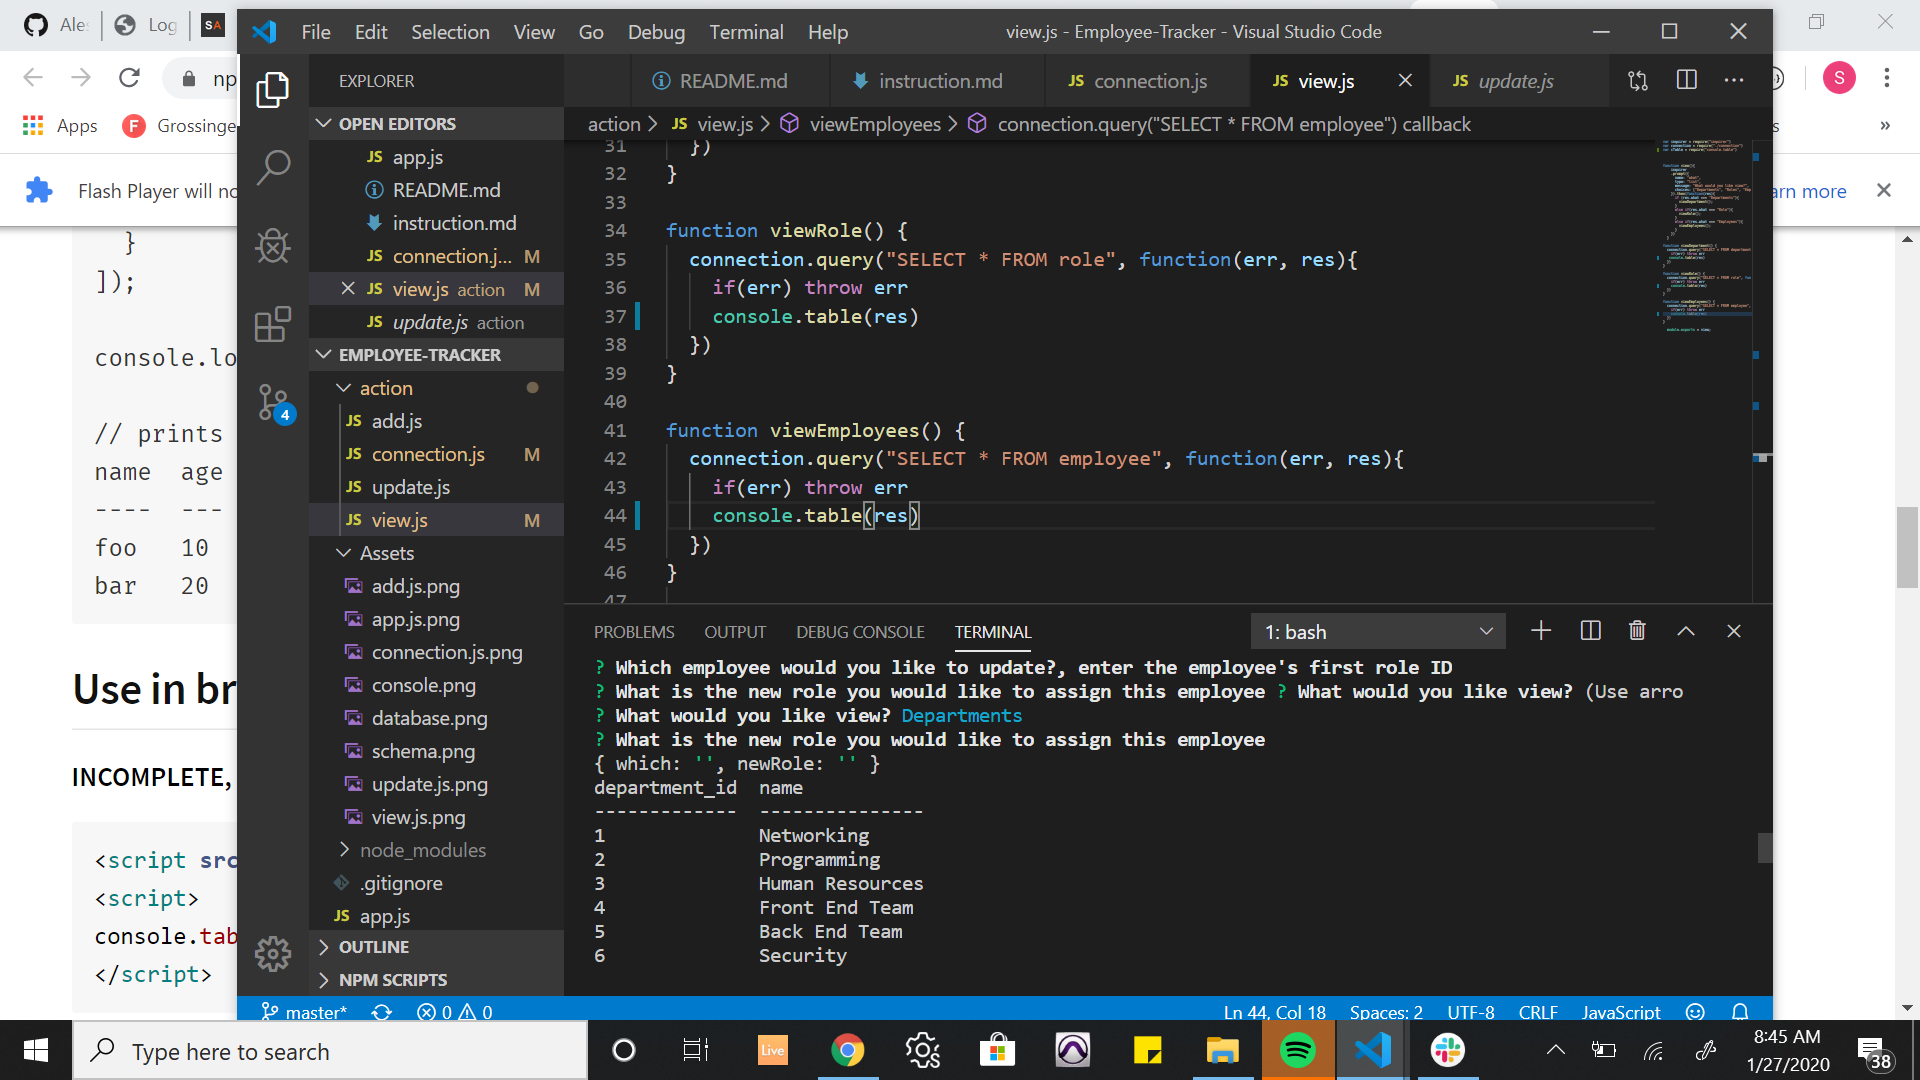 Ales
Log
SA
File Edit Selection View Go Debug Terminal Help
view.js - Employee-Tracker - Visual Studio Code
np
S
Apps
Grossinge
s
»
Flash Player will no
arn more
}
]);
console.lo
// prints
name age
---- ---
foo 10
bar 20
Use in br
INCOMPLETE,
<script src
<script>
console.tab
</script>
EXPLORER
OPEN EDITORS
JS app.js
README.md
instruction.md
JS connection.j... M
JS view.js action M
JS update.js action
EMPLOYEE-TRACKER
action
JS add.js
JS connection.js M
JS update.js
JS view.js M
Assets
add.js.png
app.js.png
connection.js.png
console.png
database.png
schema.png
update.js.png
view.js.png
node_modules
.gitignore
JS app.js
OUTLINE
NPM SCRIPTS
4
README.md
instruction.md
JS connection.js
JS view.js
JS update.js
...
action > JS view.js > viewEmployees > connection.query("SELECT * FROM employee") callback
31 })
32 }
33
34 function viewRole() {
35 connection.query("SELECT * FROM role", function(err, res){
36 if(err) throw err
37 console.table(res)
38 })
39 }
40
41 function viewEmployees() {
42 connection.query("SELECT * FROM employee", function(err, res){
43 if(err) throw err
44 console.table(res)
45 })
46 }
47
PROBLEMS OUTPUT DEBUG CONSOLE TERMINAL
1: bash
? Which employee would you like to update?, enter the employee's first role ID
? What is the new role you would like to assign this employee ? What would you like view? (Use arro
? What would you like view? Departments
? What is the new role you would like to assign this employee
{ which: '', newRole: '' }
department_id name
------------- ---------------
1 Networking
2 Programming
3 Human Resources
4 Front End Team
5 Back End Team
6 Security
master* 0 0
Ln 44, Col 18 Spaces: 2 UTF-8 CRLF JavaScript
Type here to search
Live
8:45 AM
1/27/2020
38